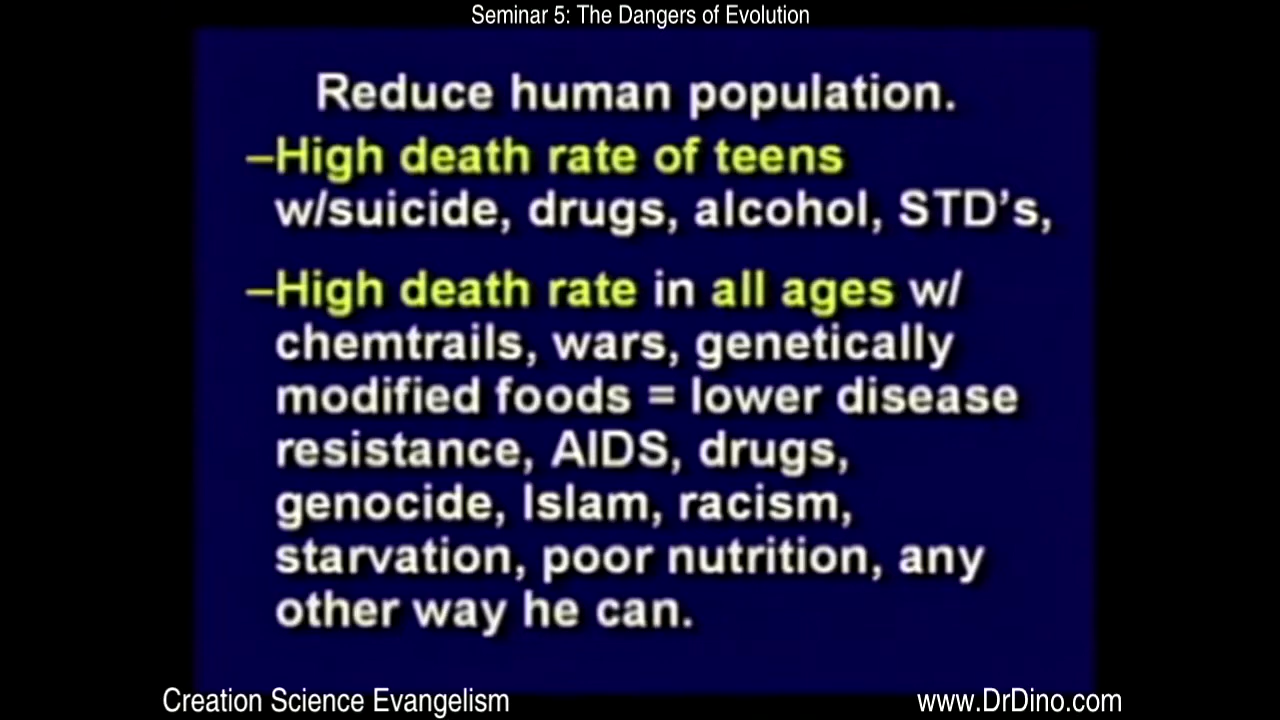 Seminar 5: The Dangers of Evolution
Reduce human population.
–High death rate of teens
w/suicide, drugs, alcohol, STD's,
–High death rate in all ages w/
chemtrails, wars, genetically
modified foods = lower disease
resistance, AIDS, drugs,
genocide, Islam, racism,
starvation, poor nutrition, any
other way he can.
Creation Science Evangelism
www.DrDino.com